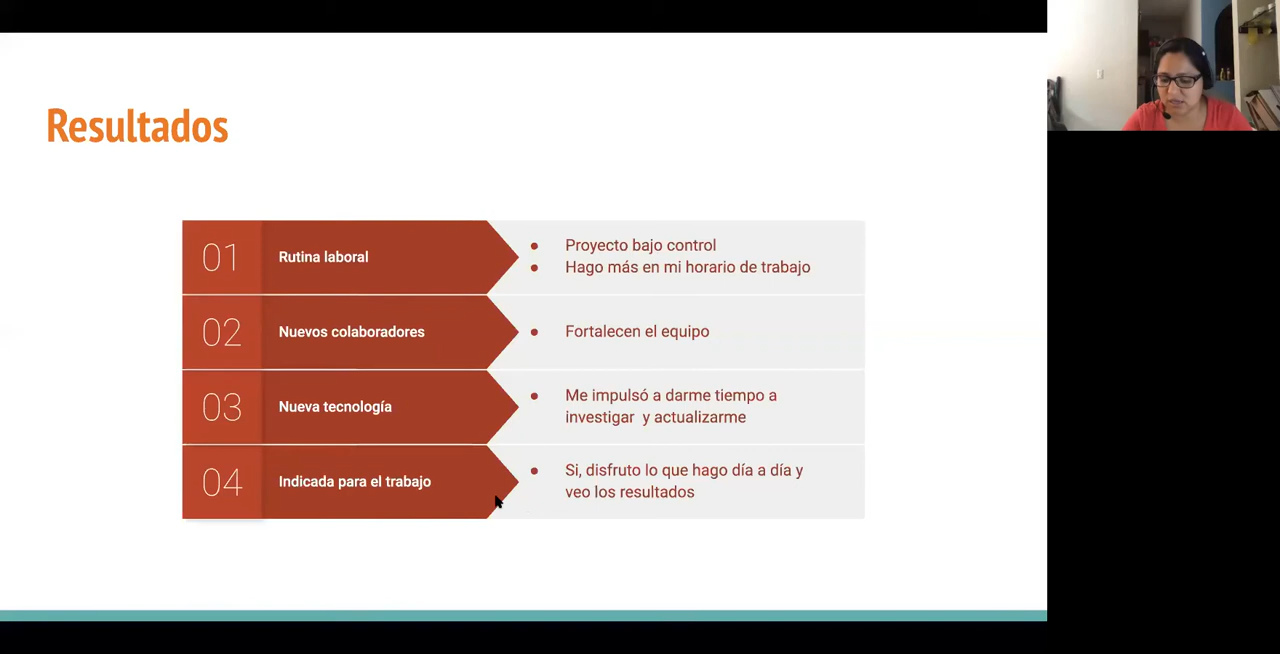 Resultados
01 Rutina laboral
● Proyecto bajo control
● Hago más en mi horario de trabajo
02 Nuevos colaboradores
● Fortalecen el equipo
03 Nueva tecnología
● Me impulsó a darme tiempo a
investigar y actualizarme
04 Indicada para el trabajo
● Si, disfruto lo que hago día a día y
veo los resultados